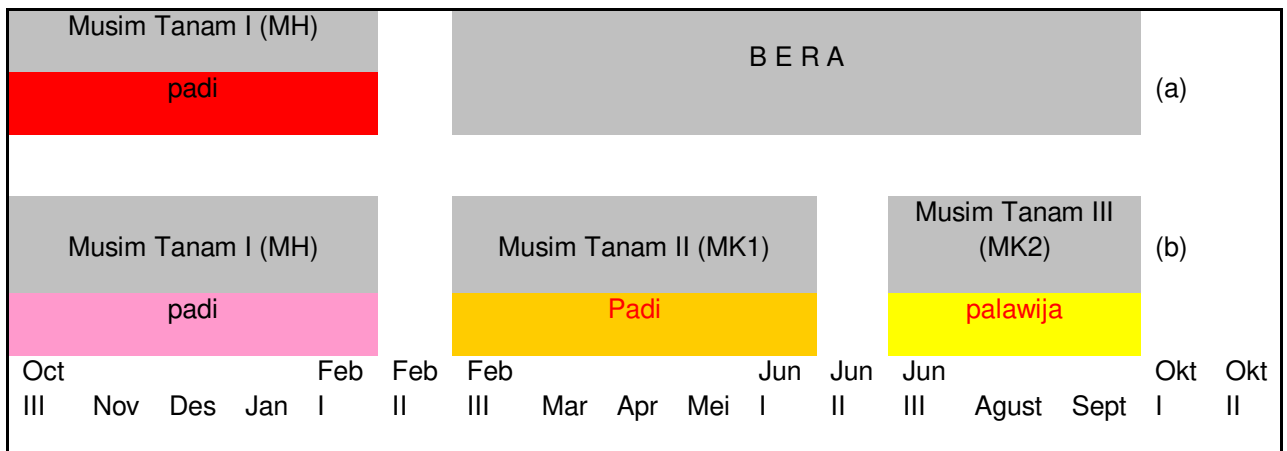 Musim Tanam I (MH)
B E R A
padi
(a)
Musim Tanam I (MH)
Musim Tanam II (MK1)
Musim Tanam III
(MK2)
(b)
padi
Padi
palawija
Oct Feb Feb Feb Jun Jun Jun Okt Okt
III Nov Des Jan I II III Mar Apr Mei I II III Agust Sept I II